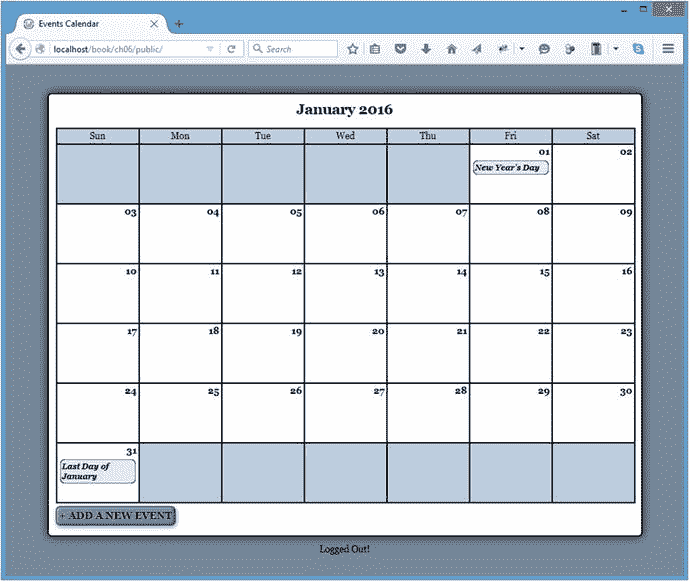 Events Calendar
localhost/book/ch06/public/
Search
January 2016
Sun Mon Tue Wed Thu Fri Sat
01 02
New Year's Day
03 04 05 06 07 08 09
10 11 12 13 14 15 16
17 18 19 20 21 22 23
24 25 26 27 28 29 30
31
Last Day of
January
+ ADD A NEW EVENT
Logged Out!